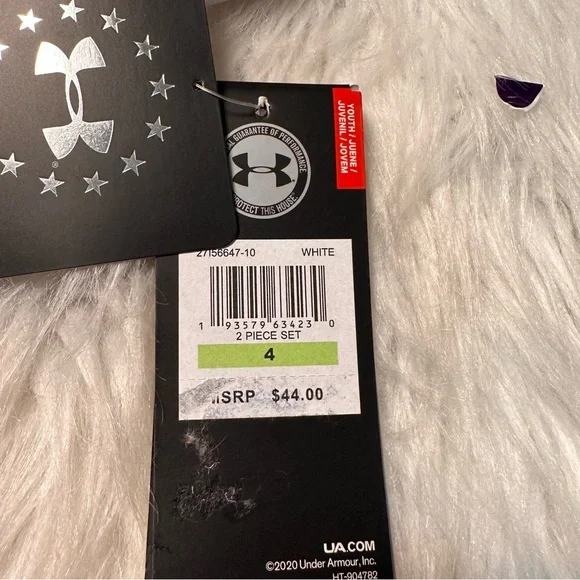 ®
YOUTH / JUENE /
JUVENIL / JOVEM
GUARANTEE OF PERFORMANCE
PROTECT THIS HOUSE
27156647-10 WHITE
1 93579 63423 0
2 PIECE SET
4
MSRP $44.00
UA.COM
©2020 Under Armour, Inc.
HT-904782